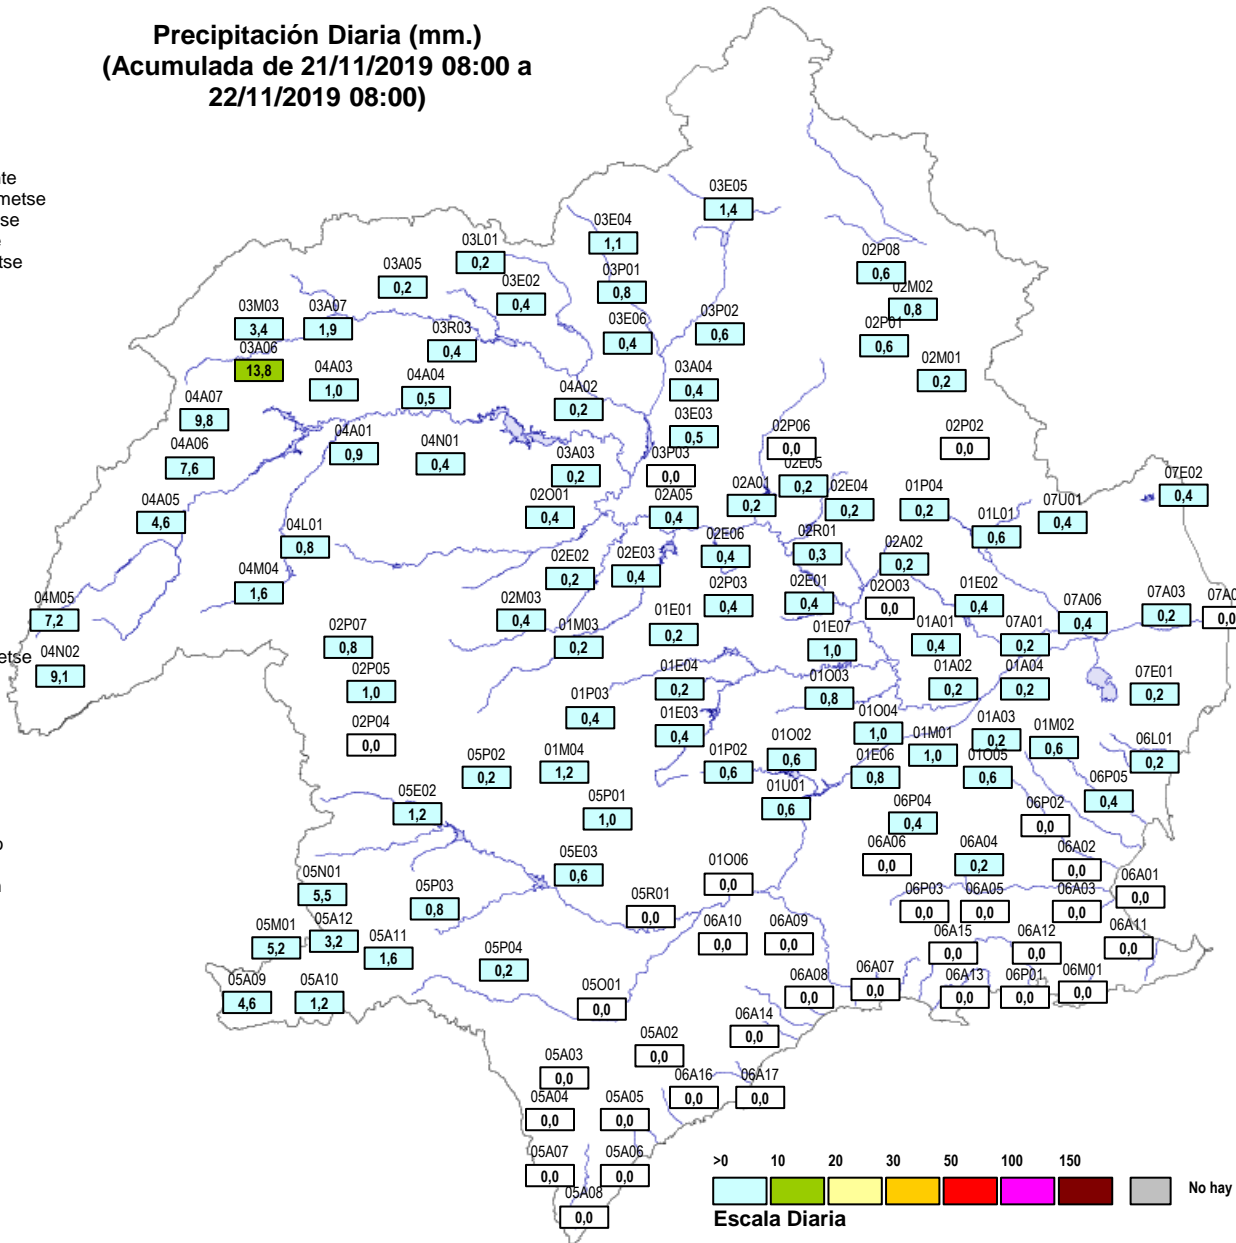 Precipitación Diaria (mm.)
(Acumulada de 21/11/2019 08:00 a
22/11/2019 08:00)
03E05
1,4
03E04
1,1
03L01
0,2
02P08
0,6
03A05
0,2
03P01
0,8
03E02
0,4
02M02
0,8
03M03
3,4
03A07
1,9
03P02
0,6
03E06
0,4
02P01
0,6
03R03
0,4
03A06
13,8
02M01
0,2
04A03
1,0
04A04
0,5
03A04
0,4
04A02
0,2
04A07
9,8
03E03
0,5
04A01
0,9
04N01
0,4
02P06
0,0
02P02
0,0
04A06
7,6
03A03
0,2
03P03
0,0
02E05
0,2
07E02
0,4
04A05
4,6
02O01
0,4
02A05
0,4
02A01
0,2
02E04
0,2
01P04
0,2
07U01
0,4
01L01
0,6
04L01
0,8
02E06
0,4
02R01
0,3
02A02
0,2
02E02
0,2
02E03
0,4
04M04
1,6
02P03
0,4
02E01
0,4
02O03
0,0
01E02
0,4
04M05
7,2
02M03
0,4
07A06
0,4
07A03
0,2
07A0
0,0
01E01
0,2
02P07
0,8
01M03
0,2
01E07
1,0
01A01
0,4
07A01
0,2
etse
04N02
9,1
02P05
1,0
01E04
0,2
01O03
0,8
01A02
0,2
01A04
0,2
07E01
0,2
01P03
0,4
01E03
0,4
01O04
1,0
02P04
0,0
01M01
1,0
01A03
0,2
01M02
0,6
01O02
0,6
06L01
0,2
05P02
0,2
01M04
1,2
01P02
0,6
01E06
0,8
01O05
0,6
06P05
0,4
05E02
1,2
05P01
1,0
01U01
0,6
06P04
0,4
06P02
0,0
05E03
0,6
01O06
0,0
06A06
0,0
06A04
0,2
06A02
0,0
05N01
5,5
05P03
0,8
05R01
0,0
06P03
0,0
06A05
0,0
06A03
0,0
06A01
0,0
05M01
5,2
05A12
3,2
05A11
1,6
06A10
0,0
06A09
0,0
06A15
0,0
06A12
0,0
06A11
0,0
05P04
0,2
05A09
4,6
05A10
1,2
05O01
0,0
06A08
0,0
06A07
0,0
06A13
0,0
06P01
0,0
06M01
0,0
06A14
0,0
05A02
0,0
05A03
0,0
06A16
0,0
06A17
0,0
05A04
0,0
05A05
0,0
05A07
0,0
05A06
0,0
05A08
0,0
>0 10 20 30 50 100 150
No hay
Escala Diaria